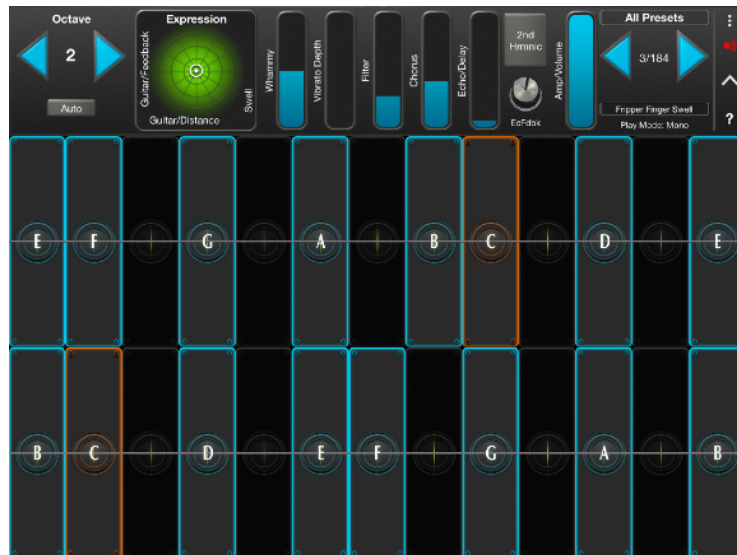 Octave
2
Auto
Expression
Guitar/Feedback
Swell
Guitar/Distance
Whammy
Vibrato Depth
Filter
Chorus
Echo/Delay
2nd
Hrmnic
EcFdbk
Amp/Volume
All Presets
3/184
Fripper Finger Swell
Play Mode: Mono
?
E F G A B C D E
B C D E F G A B